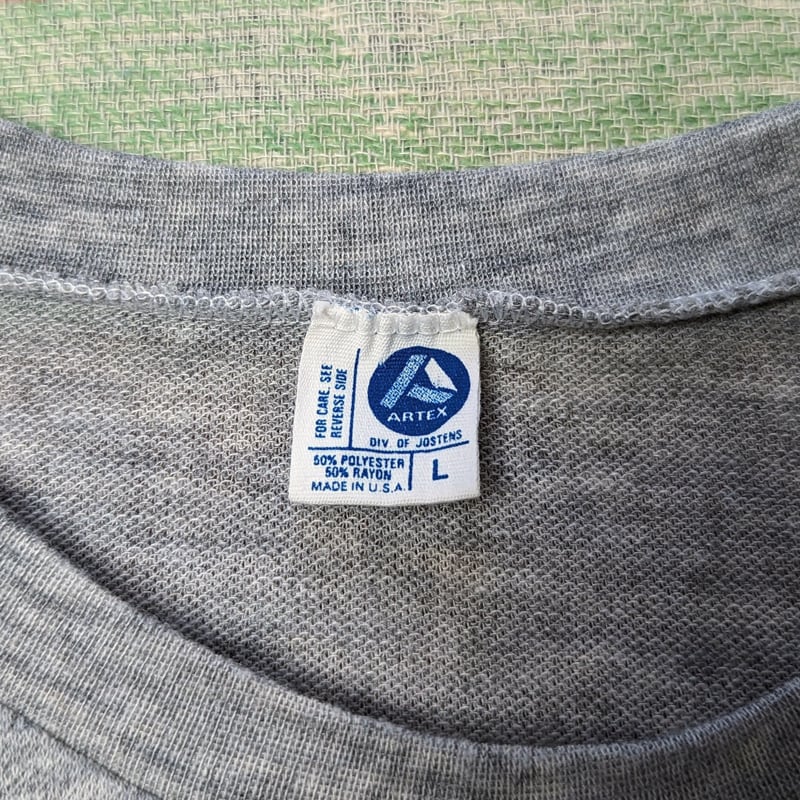 FOR CARE, SEE
REVERSE SIDE
ARTEX
DIV. OF JOSTENS
50% POLYESTER
50% RAYON
MADE IN U.S.A.
L